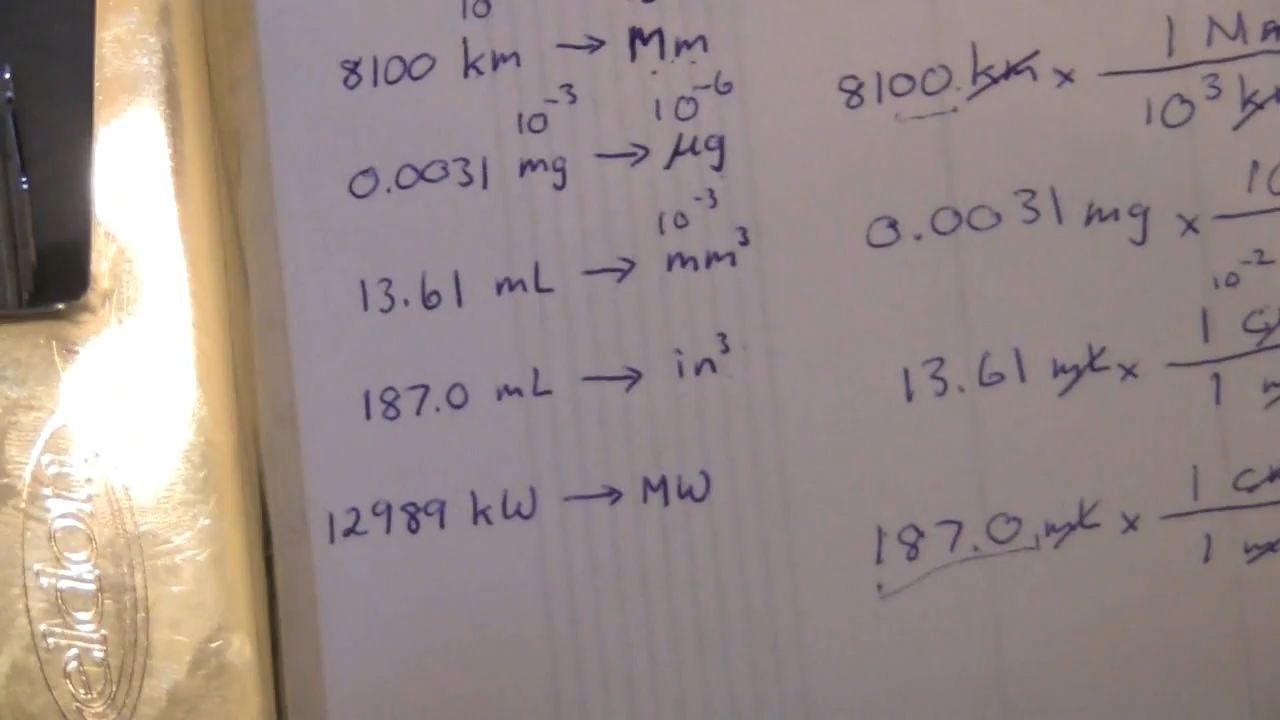 10
8100 km → Mm
10⁻³ 10⁻⁶
0.0031 mg → μg
10⁻³
13.61 mL → mm³
187.0 mL → in³
12989 kW → MW
8100 km x 1
10³
0.0031 mg x
10⁻²
13.61 mL x 1
1
187.0 mL x 1
1
eldon